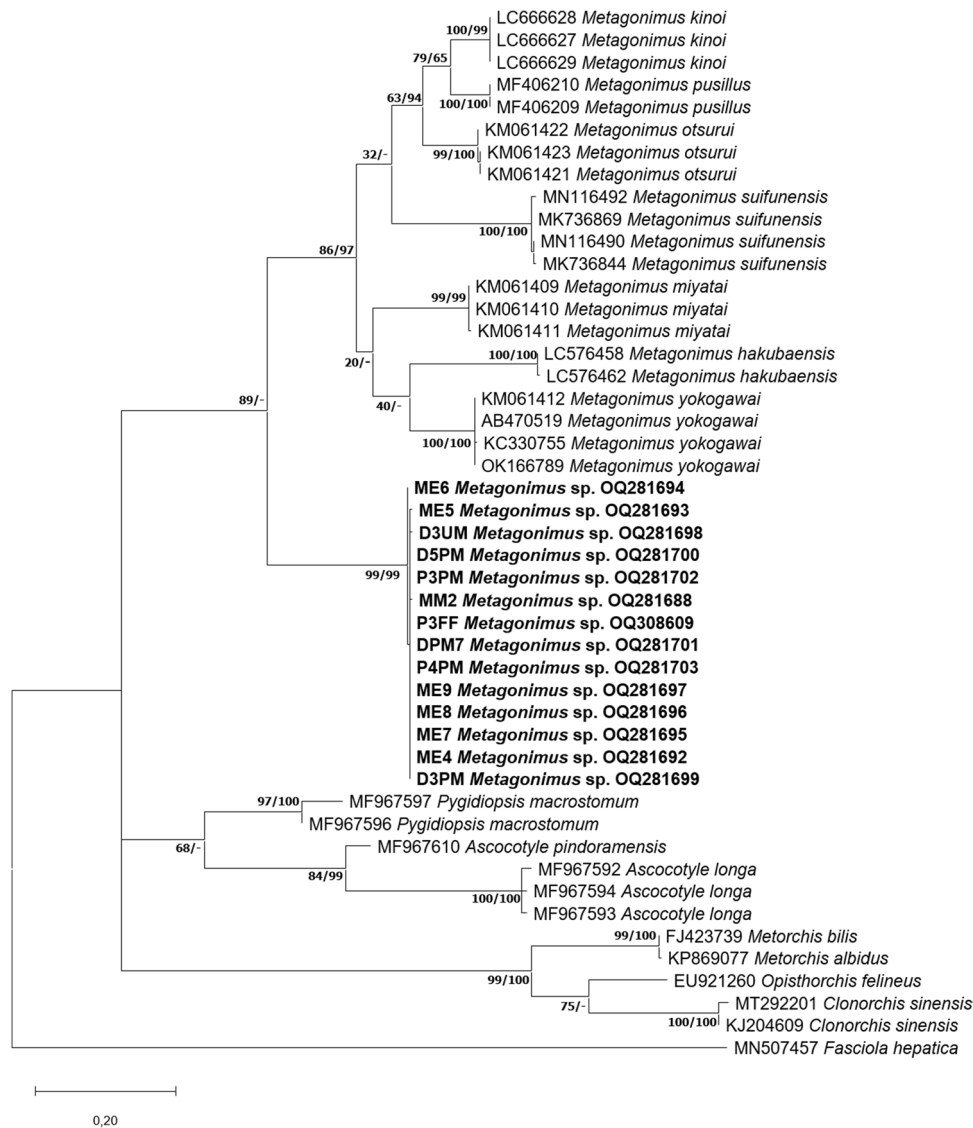 LC666628 Metagonimus kinoi
100/99
LC666627 Metagonimus kinoi
79/65
LC666629 Metagonimus kinoi
MF406210 Metagonimus pusillus
63/94
100/100
MF406209 Metagonimus pusillus
KM061422 Metagonimus otsurui
32/-
99/100
KM061423 Metagonimus otsurui
KM061421 Metagonimus otsurui
MN116492 Metagonimus suifunensis
MK736869 Metagonimus suifunensis
100/100
MN116490 Metagonimus suifunensis
86/97
MK736844 Metagonimus suifunensis
KM061409 Metagonimus miyatai
99/99
KM061410 Metagonimus miyatai
KM061411 Metagonimus miyatai
100/100
LC576458 Metagonimus hakubaensis
20/-
LC576462 Metagonimus hakubaensis
89/-
40/-
KM061412 Metagonimus yokogawai
AB470519 Metagonimus yokogawai
100/100
KC330755 Metagonimus yokogawai
OK166789 Metagonimus yokogawai
ME6 Metagonimus sp. OQ281694
ME5 Metagonimus sp. OQ281693
D3UM Metagonimus sp. OQ281698
D5PM Metagonimus sp. OQ281700
99/99
P3PM Metagonimus sp. OQ281702
MM2 Metagonimus sp. OQ281688
P3FF Metagonimus sp. OQ308609
DPM7 Metagonimus sp. OQ281701
P4PM Metagonimus sp. OQ281703
ME9 Metagonimus sp. OQ281697
ME8 Metagonimus sp. OQ281696
ME7 Metagonimus sp. OQ281695
ME4 Metagonimus sp. OQ281692
D3PM Metagonimus sp. OQ281699
97/100
MF967597 Pygidiopsis macrostomum
MF967596 Pygidiopsis macrostomum
68/-
MF967610 Ascocotyle pindoramensis
84/99
MF967592 Ascocotyle longa
100/100
MF967594 Ascocotyle longa
MF967593 Ascocotyle longa
99/100
FJ423739 Metorchis bilis
KP869077 Metorchis albidus
99/100
EU921260 Opisthorchis felineus
75/-
MT292201 Clonorchis sinensis
100/100
KJ204609 Clonorchis sinensis
MN507457 Fasciola hepatica
0,20